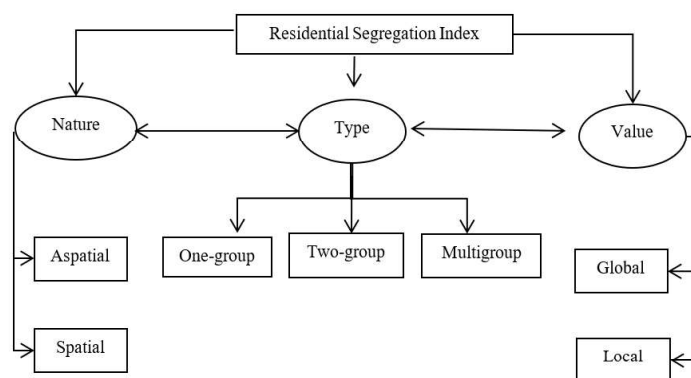 Residential Segregation Index
Nature
Type
Value
Aspatial
One-group
Two-group
Multigroup
Global
Spatial
Local